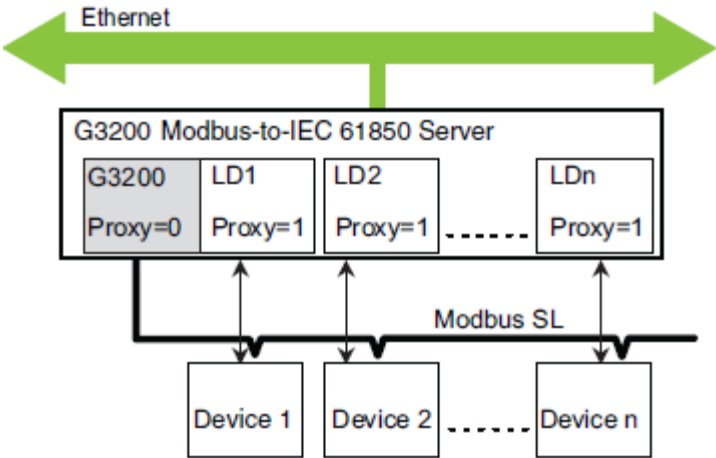 Ethernet
G3200 Modbus-to-IEC 61850 Server
G3200 LD1 LD2 LDn
Proxy=0 Proxy=1 Proxy=1 Proxy=1
Modbus SL
Device 1 Device 2 Device n